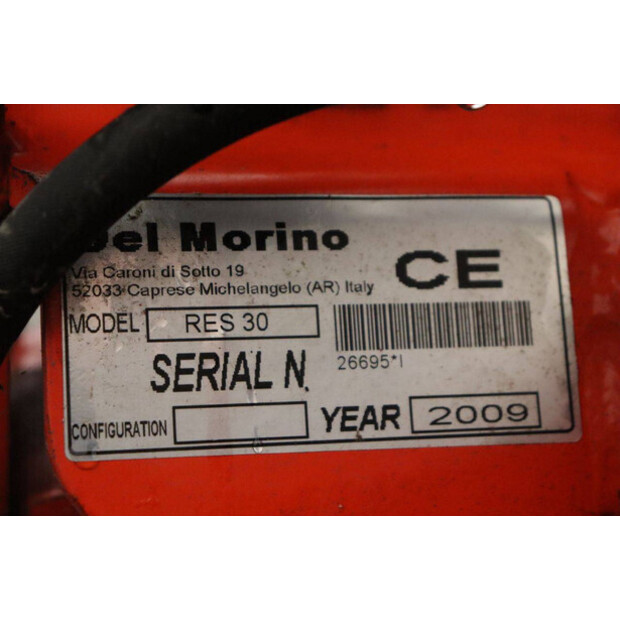 Del Morino
Via Caroni di Sotto 19
52033 Caprese Michelangelo (AR) Italy
CE
MODEL RES 30
SERIAL N. 26695*I
CONFIGURATION
YEAR 2009